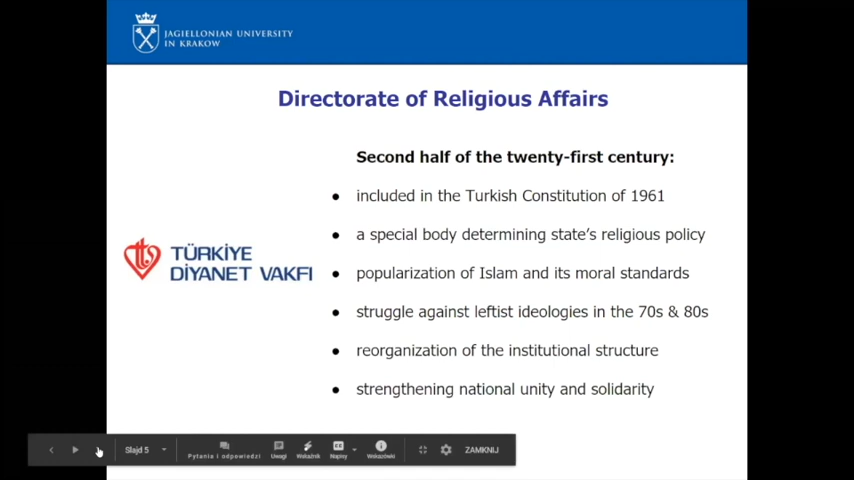 JAGIELLONIAN UNIVERSITY
IN KRAKOW
Directorate of Religious Affairs
Second half of the twenty-first century:
● included in the Turkish Constitution of 1961
● a special body determining state's religious policy
● popularization of Islam and its moral standards
● struggle against leftist ideologies in the 70s & 80s
● reorganization of the institutional structure
● strengthening national unity and solidarity
TÜRKİYE
DİYANET VAKFI
Slajd 5
Pytania i odpowiedzi
Uwagi
Wskaźnik
Napisy
Wskazówki
ZAMKNIJ